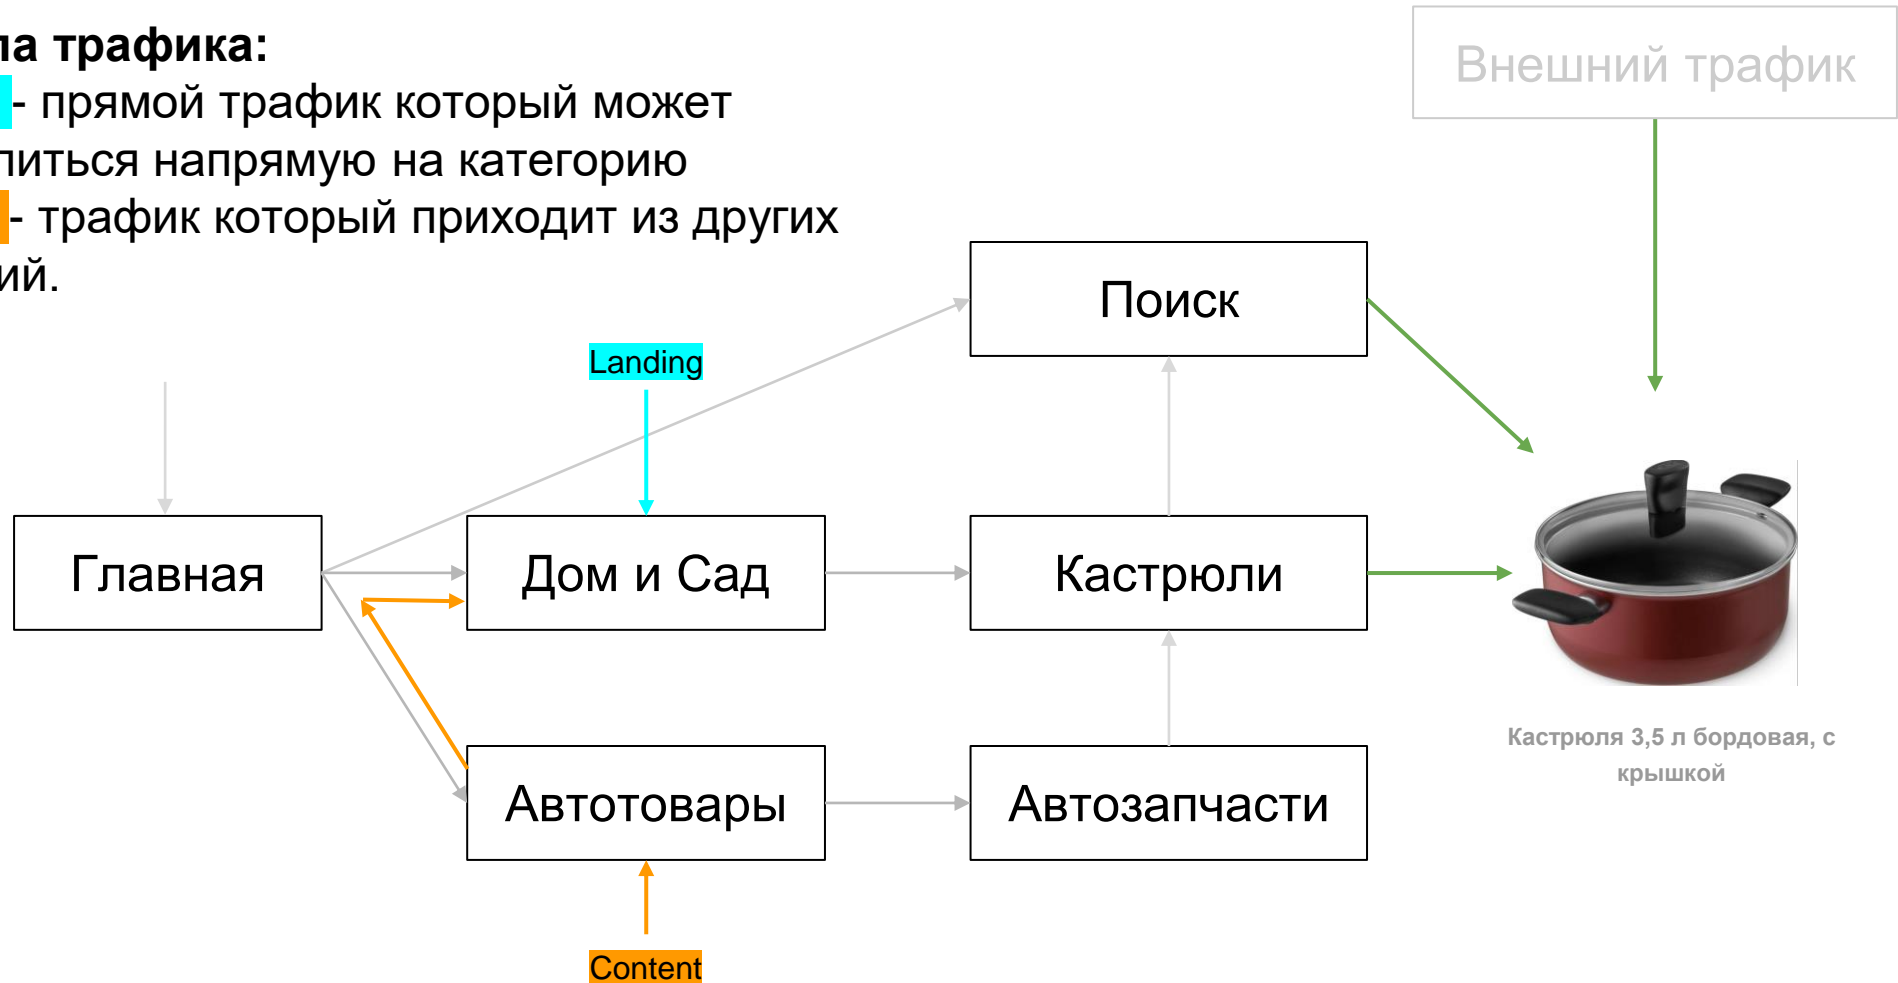 па трафика:
- прямой трафик который может
литься напрямую на категорию
- трафик который приходит из других
ий.
Внешний трафик
Поиск
Landing
Главная
Дом и Сад
Кастрюли
Кастрюля 3,5 л бордовая, с
крышкой
Автотовары
Автозапчасти
Content